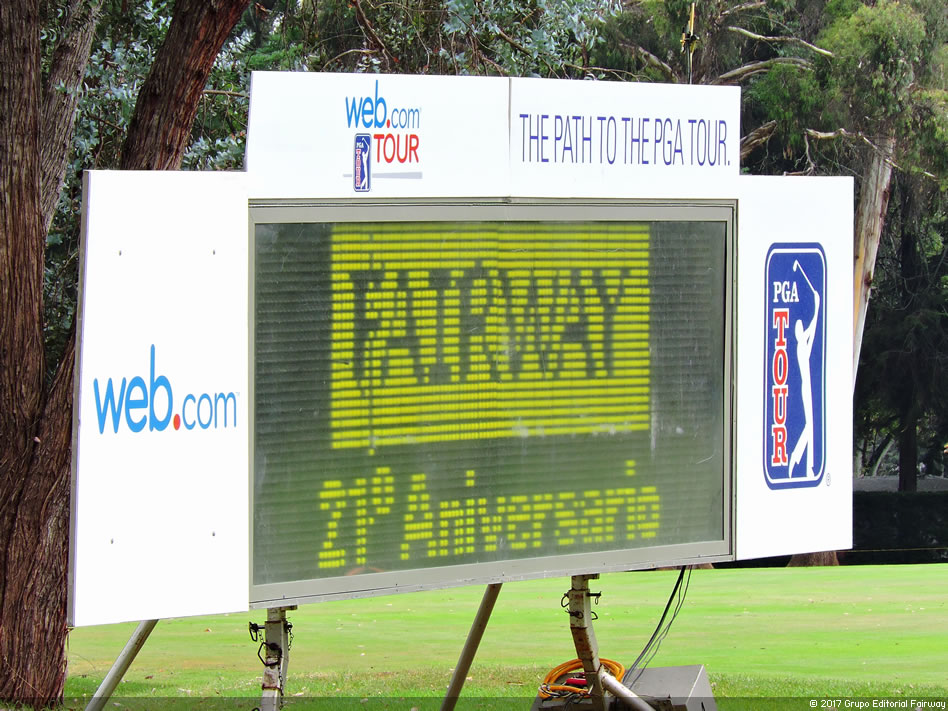 web.com®
PGA TOUR
TOUR
THE PATH TO THE PGA TOUR.
web.com®
FAIRWAY
21º Aniversario
PGA
TOUR
®
© 2017 Grupo Editorial Fairway